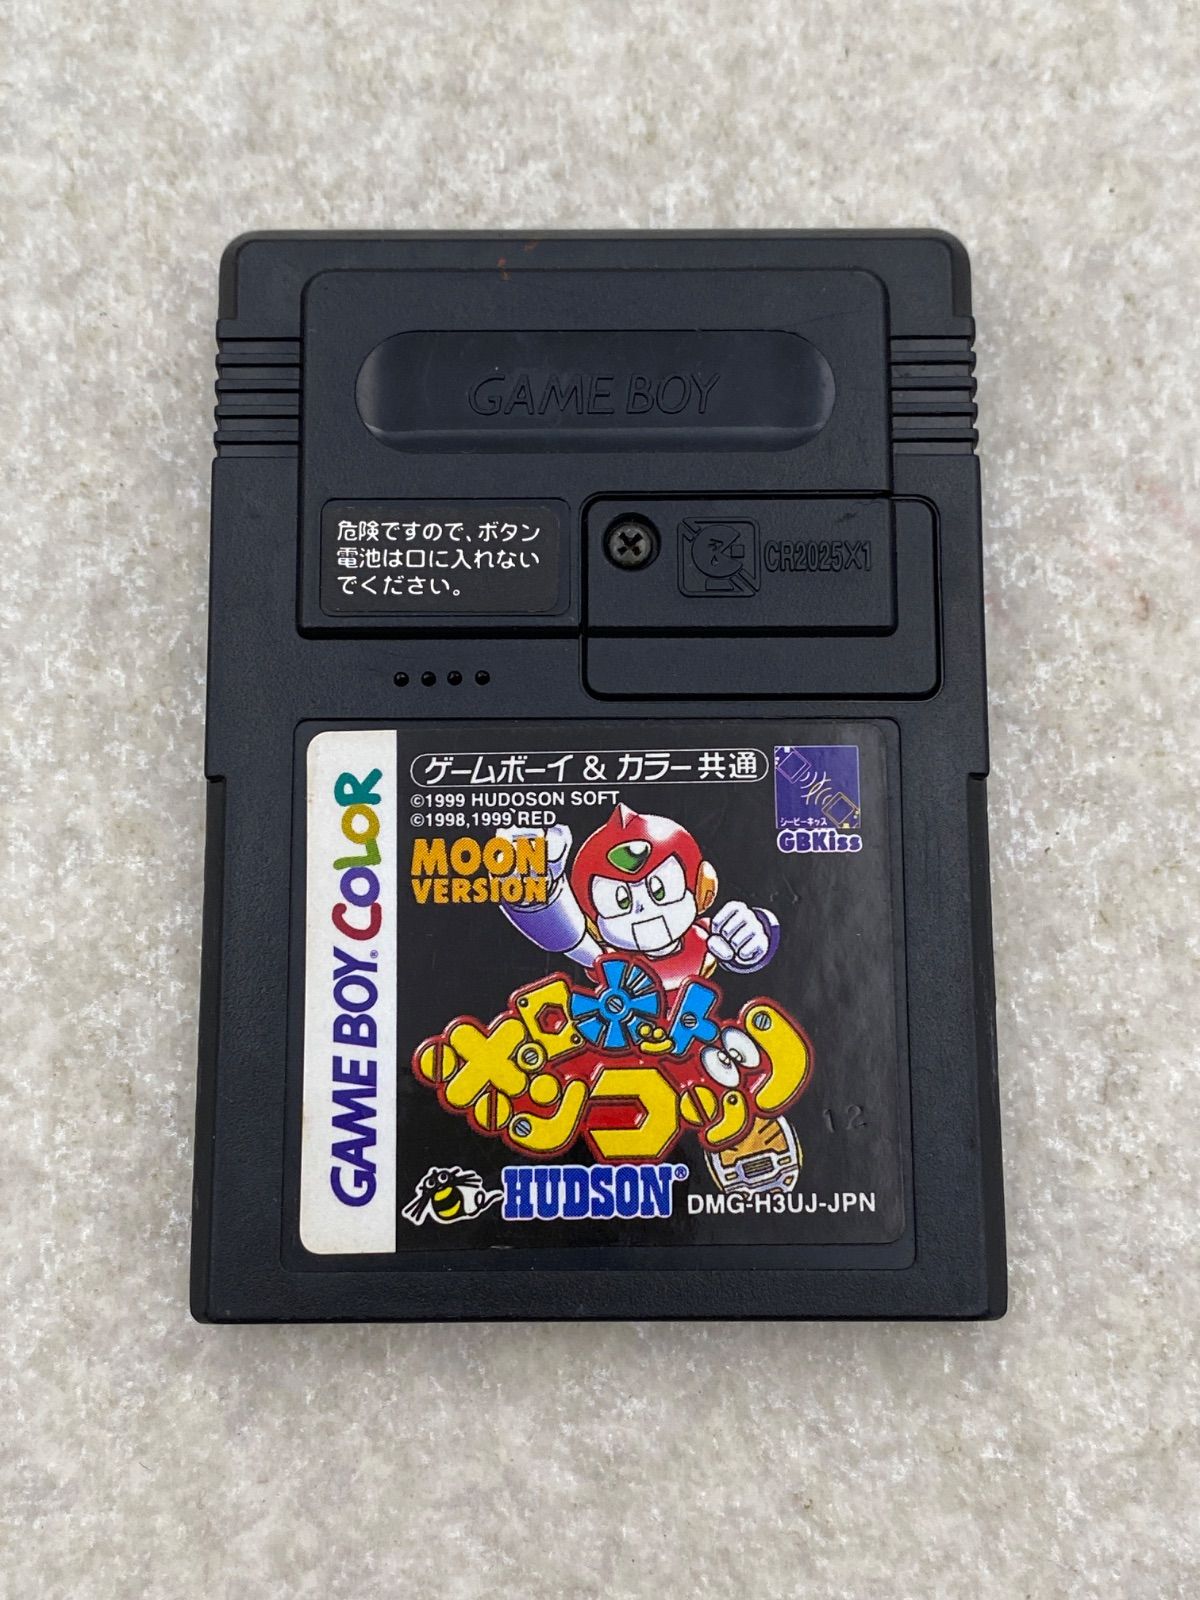 GAME BOY
危険ですので、ボタン
電池は口に入れない
でください。
CR2025X1
GAME BOY COLOR
ゲームボーイ & カラー共通
©1999 HUDOSON SOFT
©1998,1999 RED
MOON
VERSION
ジービーキッス
GBKiss
ロボット
ポンコッツ
12
HUDSON®
DMG-H3UJ-JPN